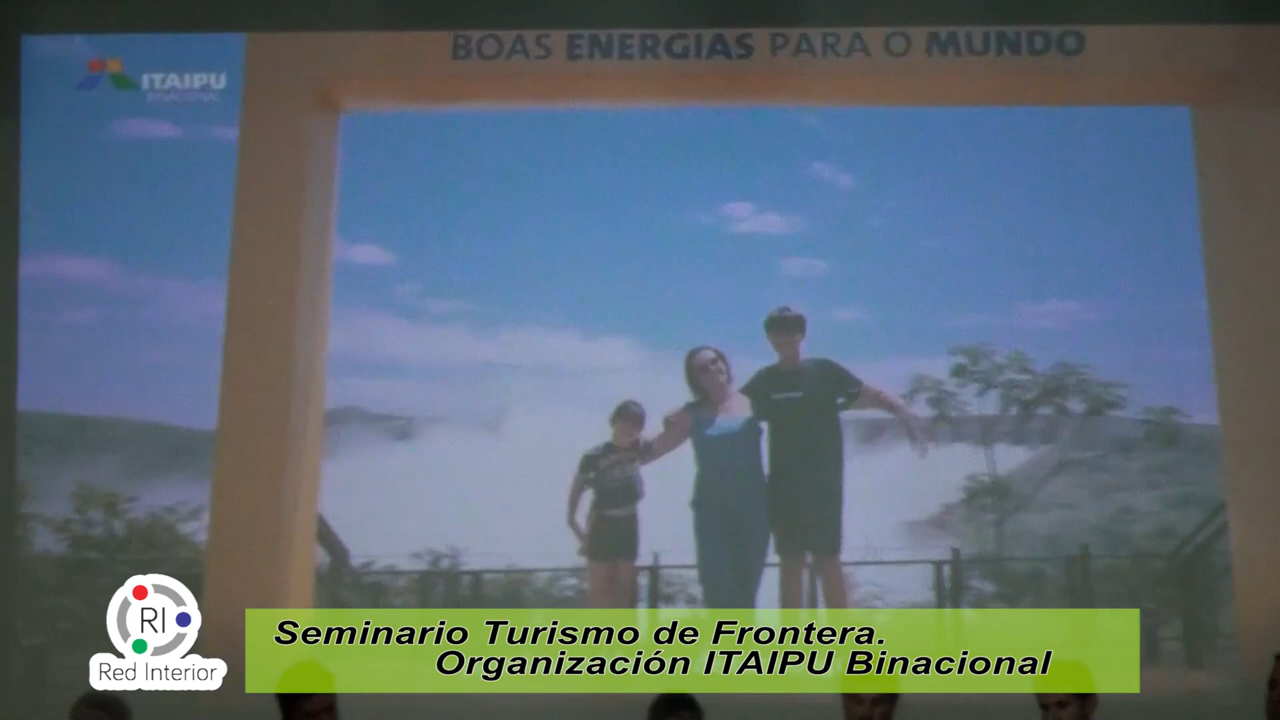 BOAS ENERGIAS PARA O MUNDO
ITAIPU
BINACIONAL
Seminario Turismo de Frontera.
Organización ITAIPU Binacional
RI
Red Interior